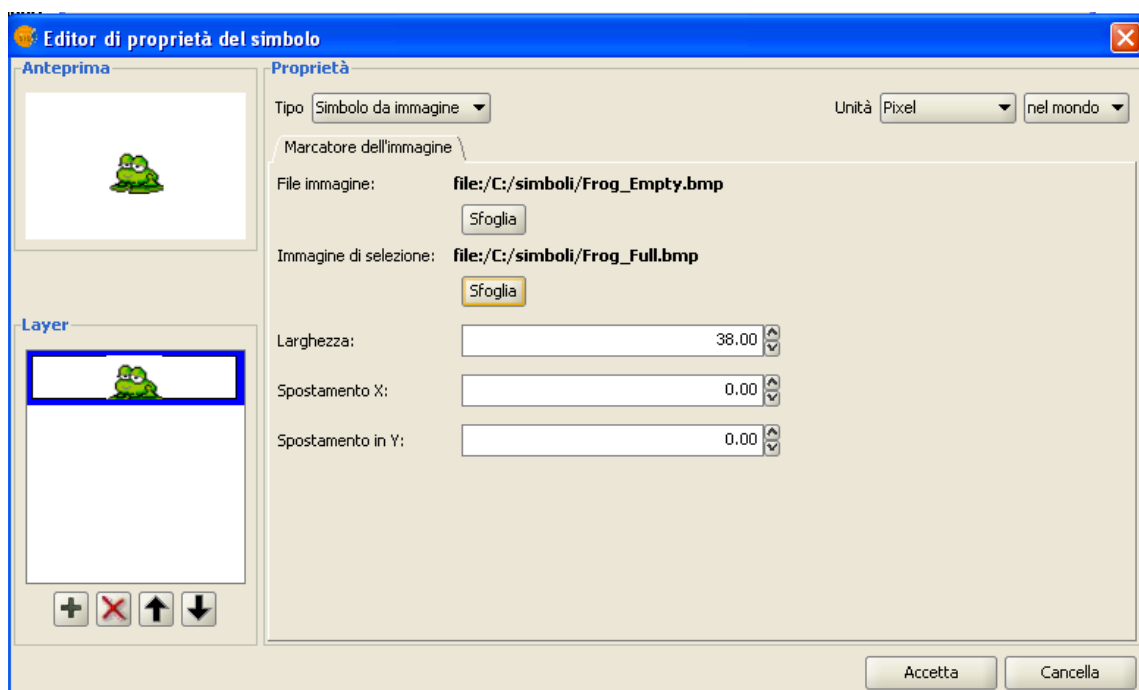 Editor di proprietà del simbolo
Anteprima
Proprietà
Tipo Simbolo da immagine
Unità Pixel nel mondo
Marcatore dell'immagine
File immagine: file:/C:/simboli/Frog_Empty.bmp
Sfoglia
Immagine di selezione: file:/C:/simboli/Frog_Full.bmp
Sfoglia
Layer
Larghezza: 38.00
Spostamento X: 0.00
Spostamento in Y: 0.00
Accetta Cancella